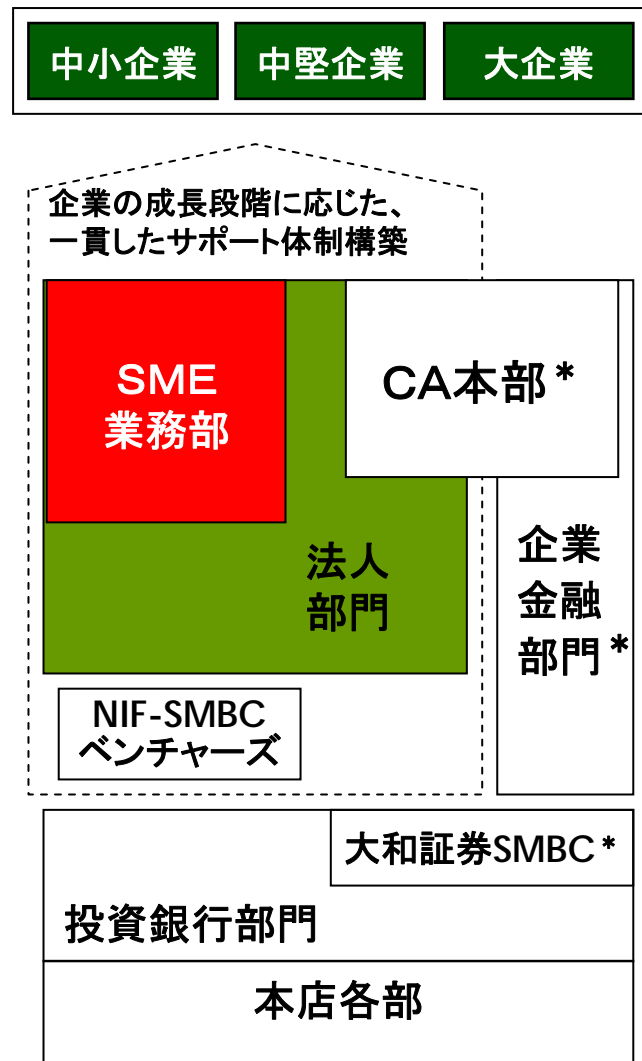 中小企業
中堅企業
大企業
企業の成長段階に応じた、
一貫したサポート体制構築
ＳＭＥ
業務部
ＣＡ本部*
法人
部門
企業
金融
部門*
NIF-SMBC
ベンチャーズ
大和証券SMBC*
投資銀行部門
本店各部